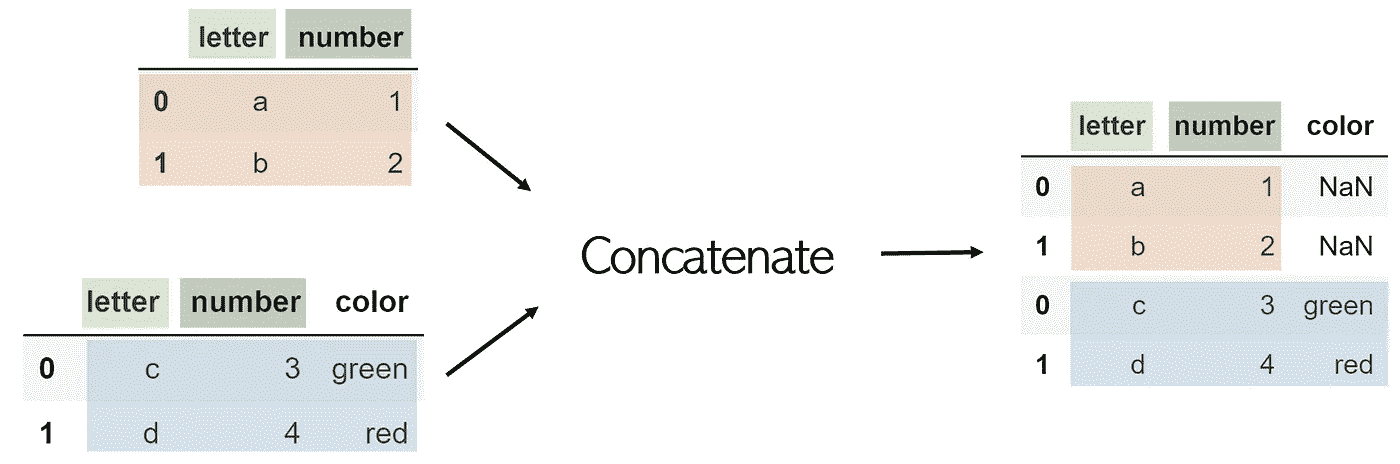 letter number
0 a 1
1 b 2
letter number color
0 c 3 green
1 d 4 red
Concatenate
letter number color
0 a 1 NaN
1 b 2 NaN
0 c 3 green
1 d 4 red